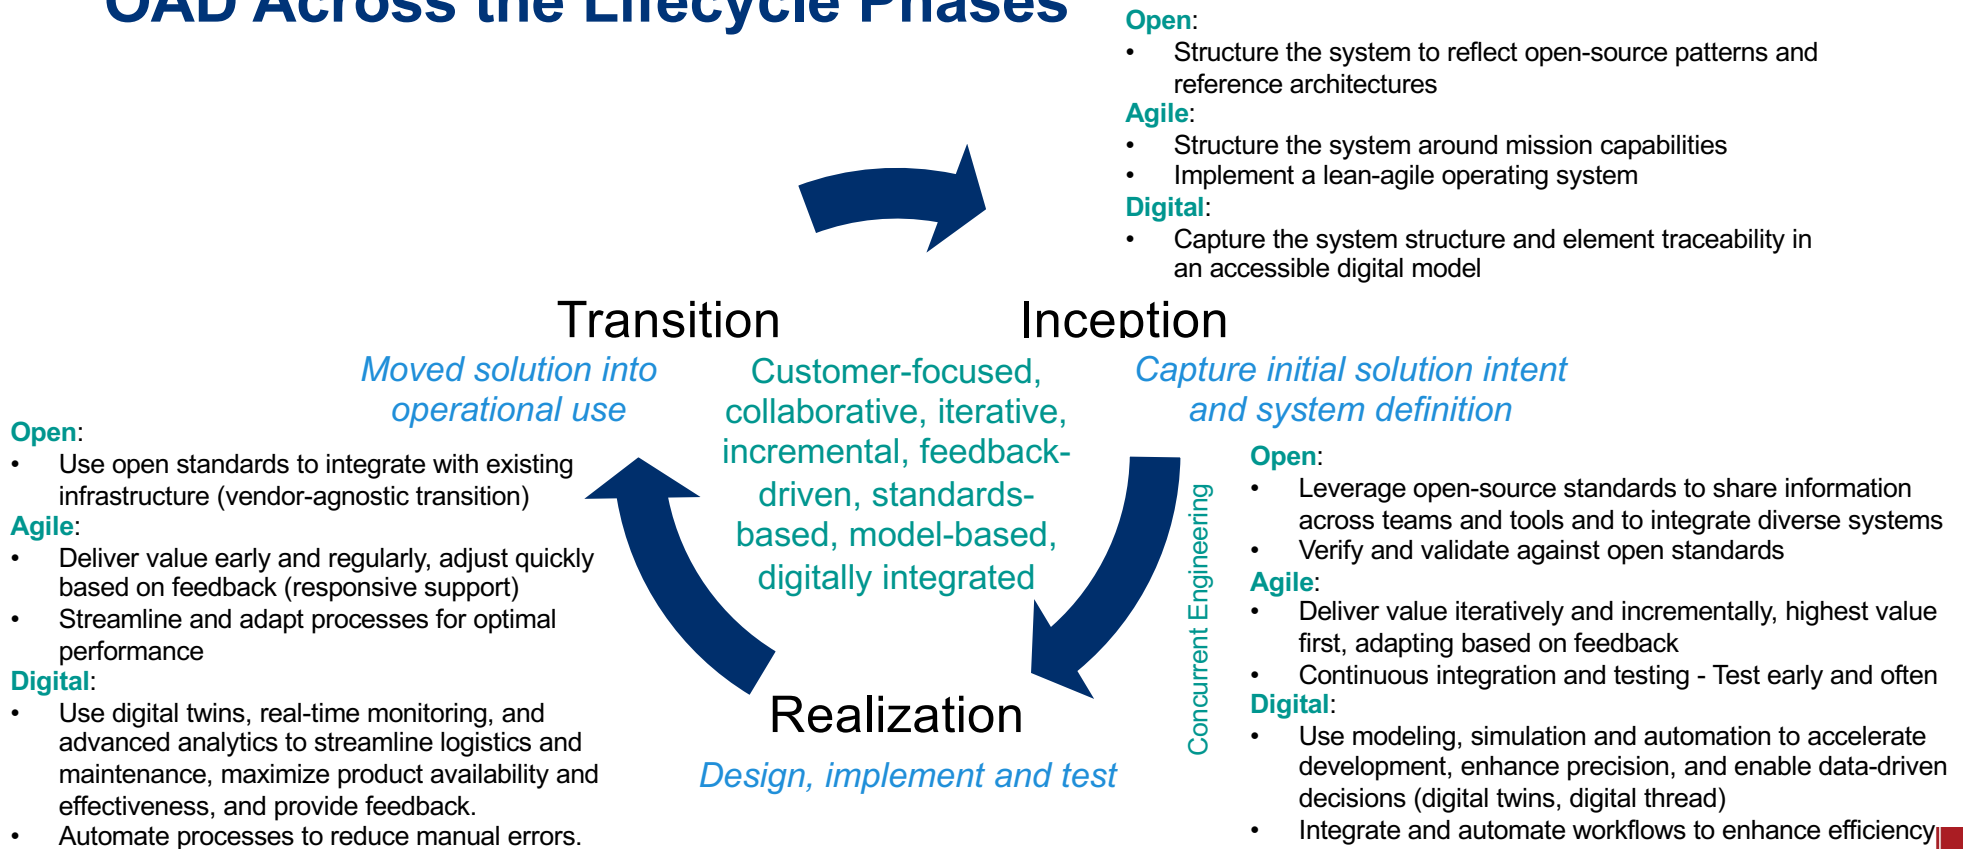 OAD Across the Lifecycle Phases
Open:
• Structure the system to reflect open-source patterns and
reference architectures
Agile:
• Structure the system around mission capabilities
• Implement a lean-agile operating system
Digital:
• Capture the system structure and element traceability in
an accessible digital model
Transition
Moved solution into
operational use
Inception
Capture initial solution intent
and system definition
Customer-focused,
collaborative, iterative,
incremental, feedback-
driven, standards-
based, model-based,
digitally integrated
Open:
• Use open standards to integrate with existing
infrastructure (vendor-agnostic transition)
Agile:
• Deliver value early and regularly, adjust quickly
based on feedback (responsive support)
• Streamline and adapt processes for optimal
performance
Digital:
• Use digital twins, real-time monitoring, and
advanced analytics to streamline logistics and
maintenance, maximize product availability and
effectiveness, and provide feedback.
• Automate processes to reduce manual errors.
Realization
Design, implement and test
Concurrent Engineering
Open:
• Leverage open-source standards to share information
across teams and tools and to integrate diverse systems
• Verify and validate against open standards
Agile:
• Deliver value iteratively and incrementally, highest value
first, adapting based on feedback
• Continuous integration and testing - Test early and often
Digital:
• Use modeling, simulation and automation to accelerate
development, enhance precision, and enable data-driven
decisions (digital twins, digital thread)
• Integrate and automate workflows to enhance efficiency